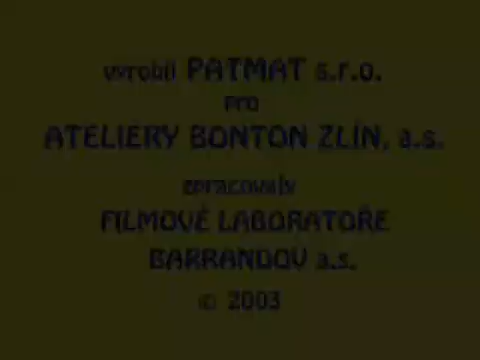 vyrobil PATMAT s.r.o.
pro
ATELIERY BONTON ZLÍN, a.s.
zpracovaly
FILMOVÉ LABORATOŘE
BARRANDOV a.s.
© 2003